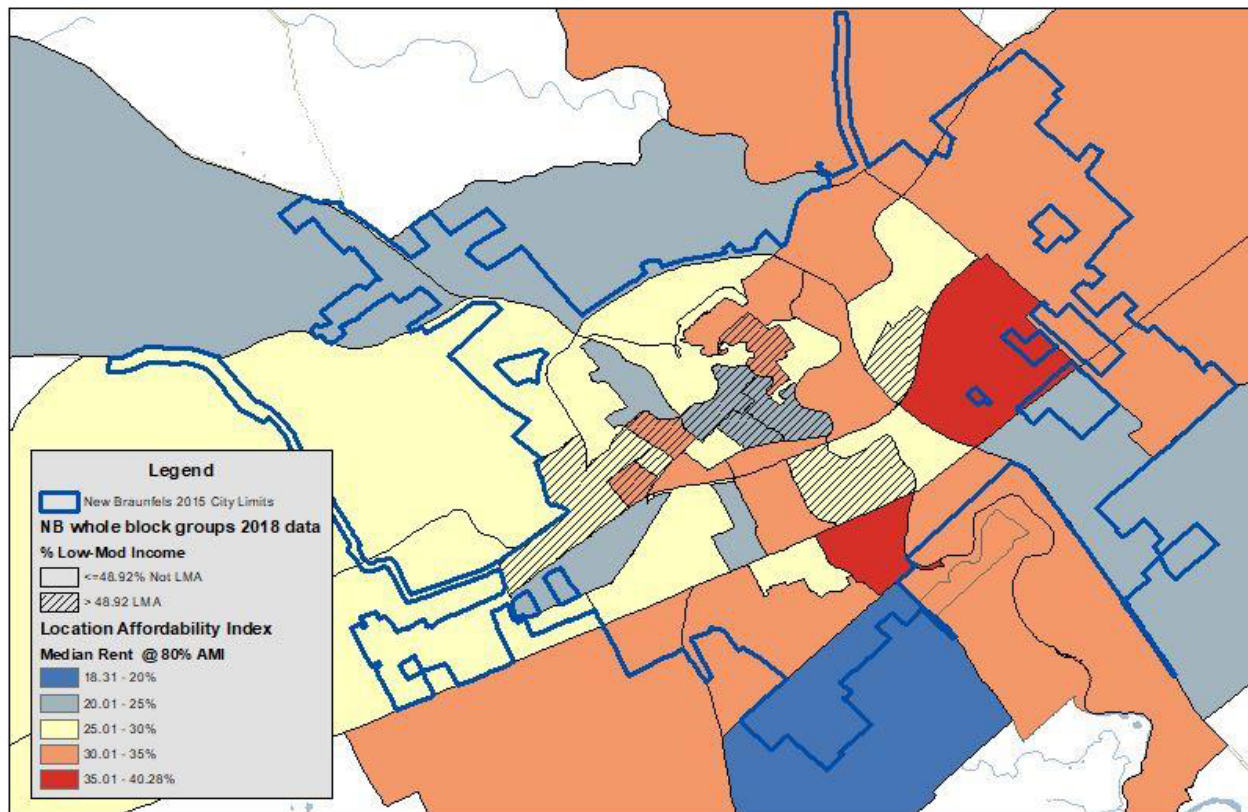 Legend
New Braunfels 2015 City Limits
NB whole block groups 2018 data
% Low-Mod Income
<=48.92% Not LMA
> 48.92 LMA
Location Affordability Index
Median Rent @ 80% AMI
18.31 - 20%
20.01 - 25%
25.01 - 30%
30.01 - 35%
35.01 - 40.28%